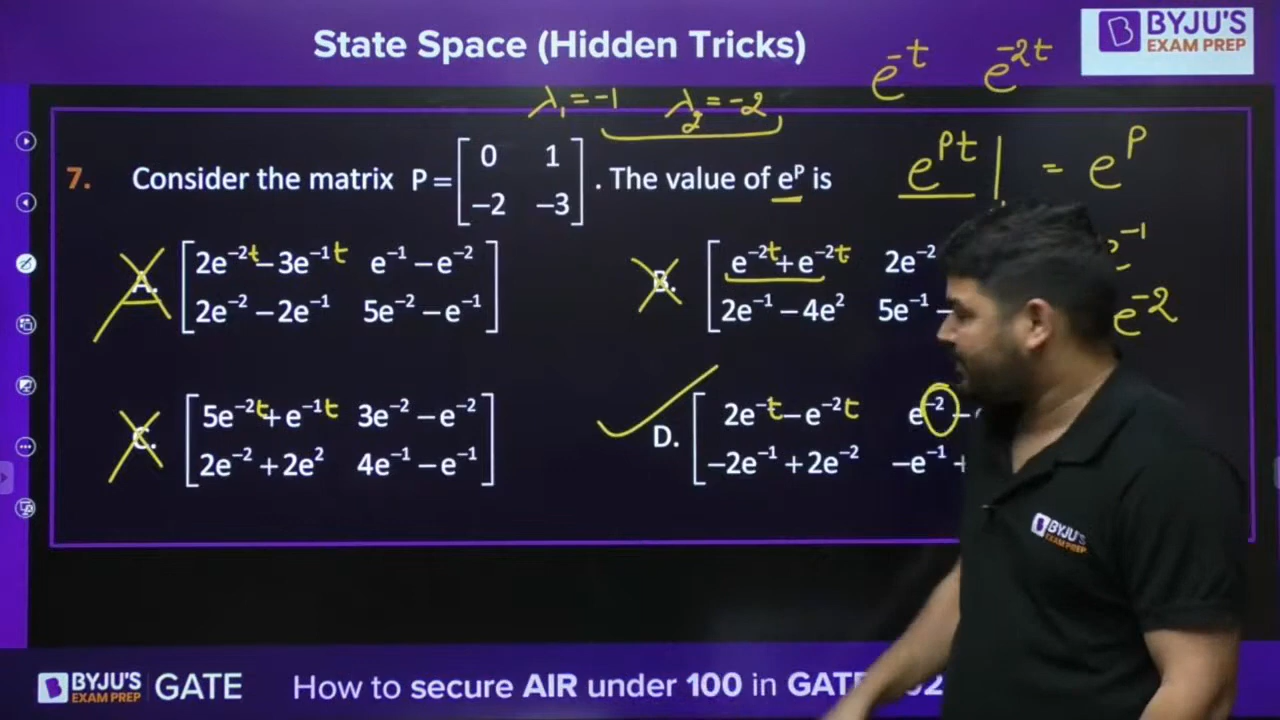 State Space (Hidden Tricks)
BYJU'S
EXAM PREP
e^{-t} e^{-2t}
λ₁ = -1 λ₂ = -2
7. Consider the matrix P = [0 1; -2 -3]. The value of e^P is
e^{Pt}| = e^P
A. [2e^{-2t} - 3e^{-1t} e^{-1} - e^{-2}
2e^{-2} - 2e^{-1} 5e^{-2} - e^{-1}]
B. [e^{-2t} + e^{-2t} 2e^{-2}
2e^{-1} - 4e^{2} 5e^{-1} -
e^{-2}
C. [5e^{-2t} + e^{-1t} 3e^{-2} - e^{-2}
2e^{-2} + 2e^{2} 4e^{-1} - e^{-1}]
D. [2e^{-t} - e^{-2t} e^{-2} -
-2e^{-1} + 2e^{-2} -e^{-1} +
BYJU'S
EXAM PREP
BYJU'S
EXAM PREP
GATE
How to secure AIR under 100 in